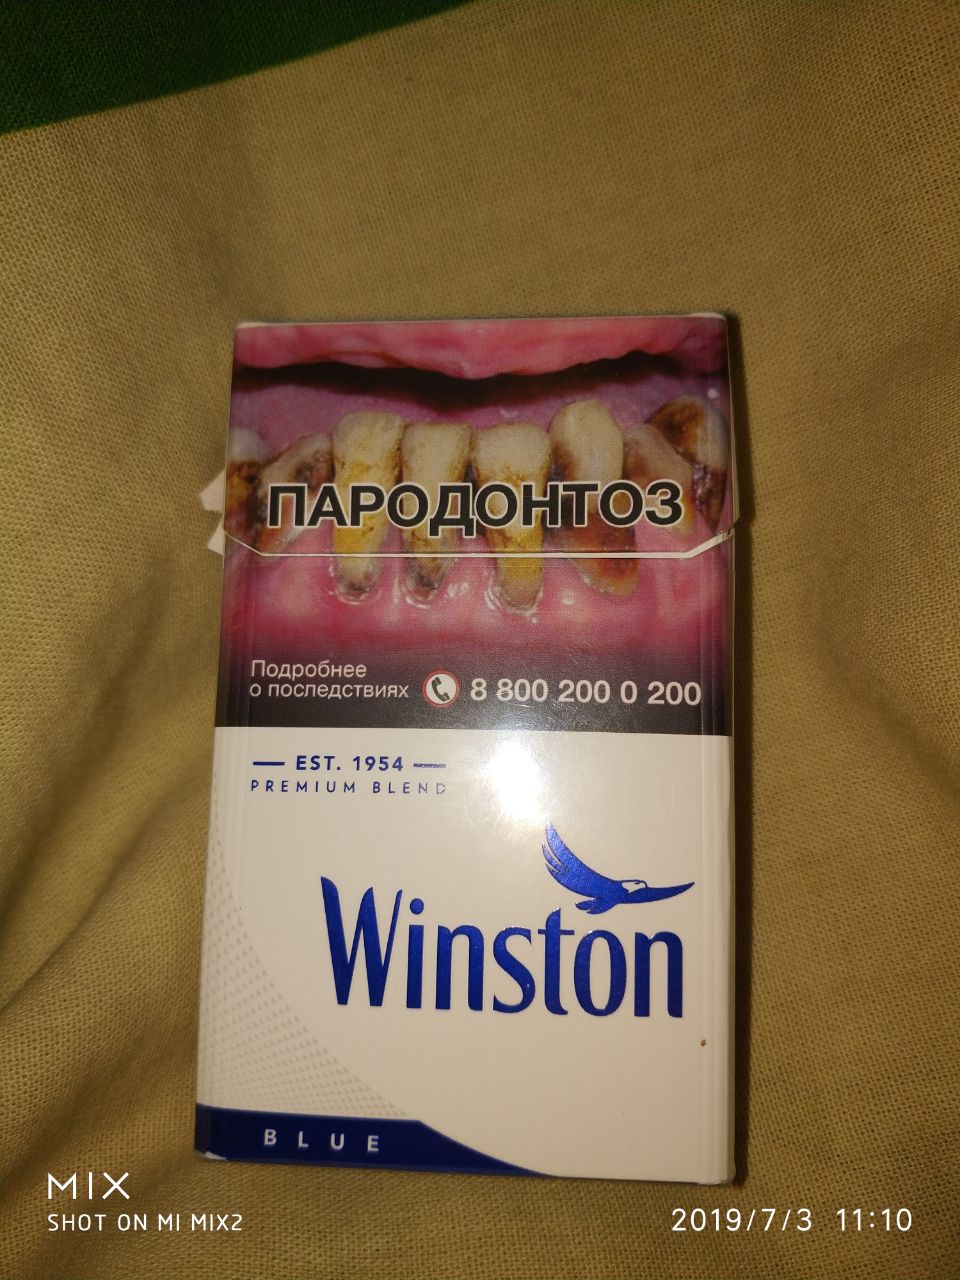 ПАРОДОНТОЗ
Подробнее
о последствиях 8 800 200 0 200
EST. 1954
PREMIUM BLEND
Winston
BLUE
MIX
SHOT ON MI MIX2
2019/7/3 11:10